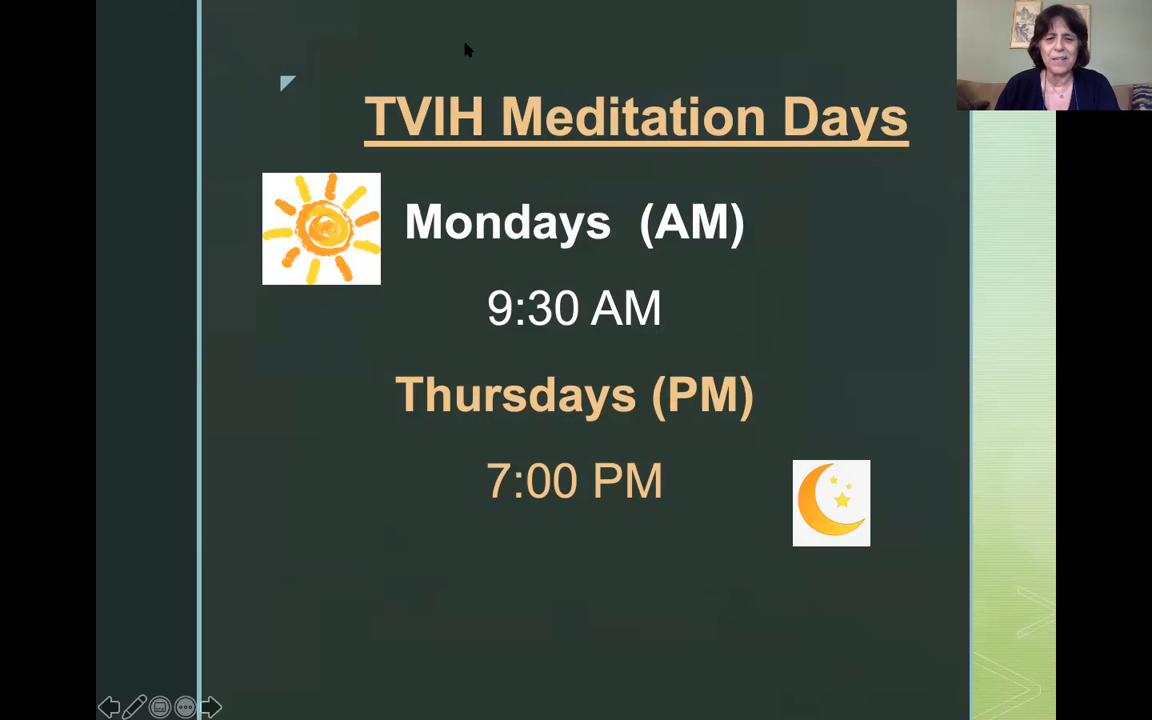 TVIH Meditation Days
Mondays (AM)
9:30 AM
Thursdays (PM)
7:00 PM